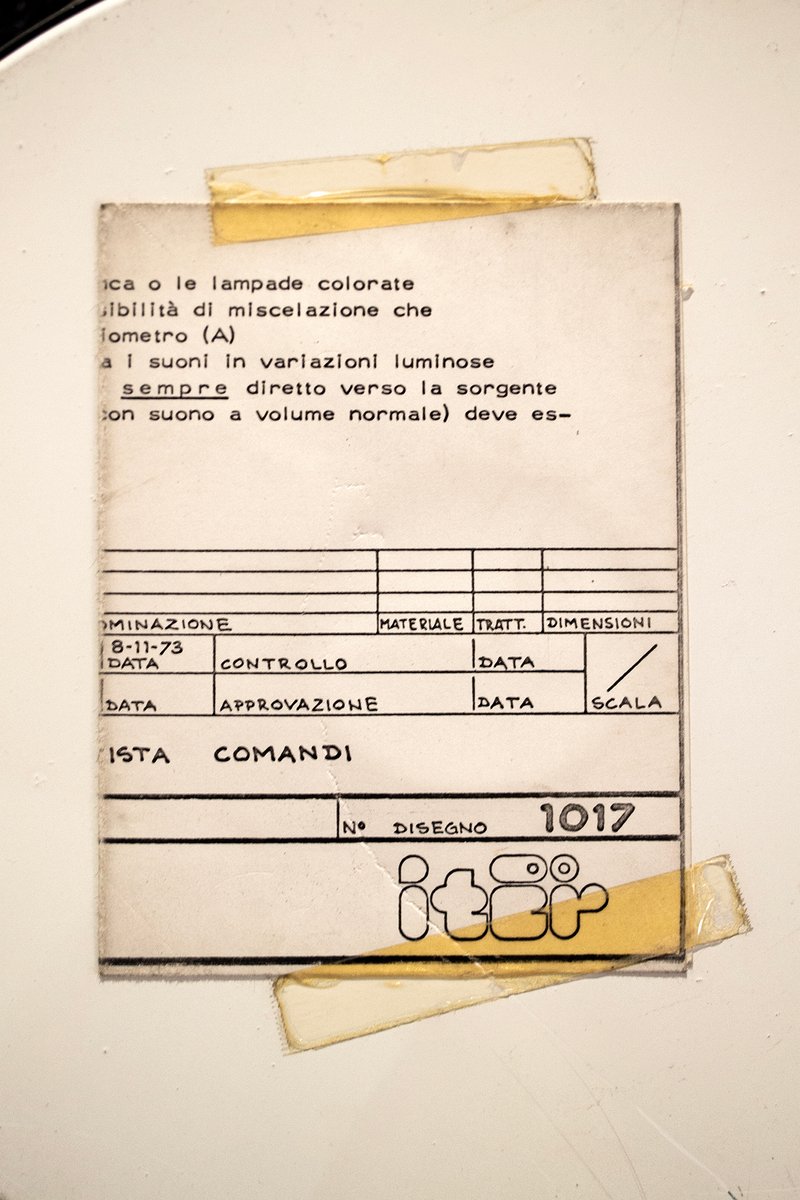 ica o le lampade colorate
sibilità di miscelazione che
iometro (A)
a i suoni in variazioni luminose
sempre diretto verso la sorgente
con suono a volume normale) deve es-
OMINAZIONE MATERIALE TRATT. DIMENSIONI
8-11-73
DATA CONTROLLO DATA
DATA APPROVAZIONE DATA SCALA
ISTA COMANDI
Nº DISEGNO 1017
iter